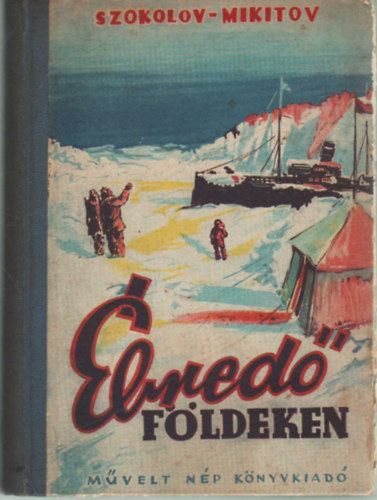 SZOKOLOV-MIKITOV
Ébredő
FÖLDEKEN
MŰVELT NÉP KÖNYVKIADÓ